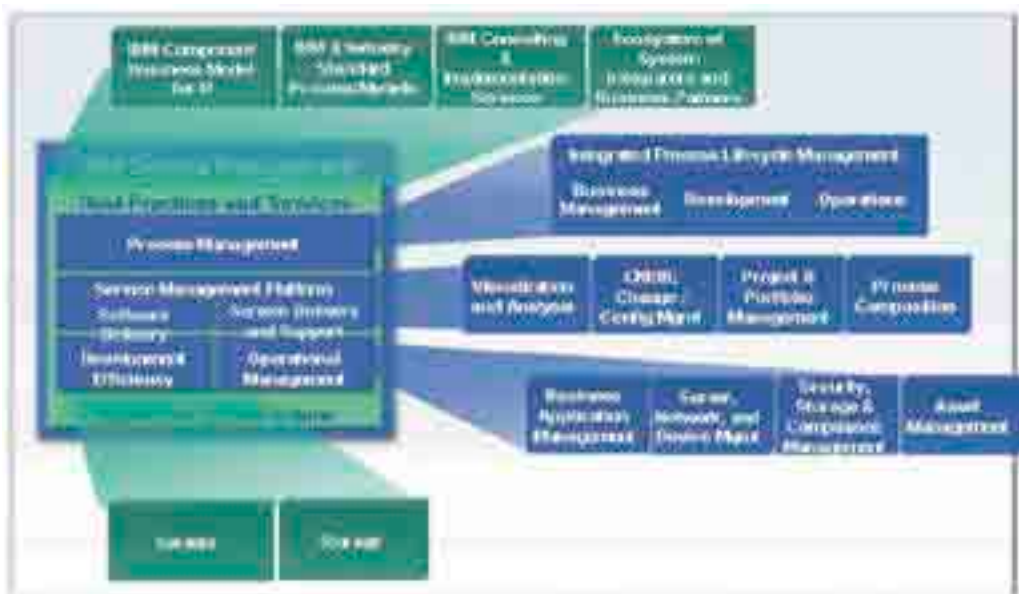 IBM Component
Business Model
for IT
IBM & Industry
Standard
Process Models
IBM Consulting
&
Implementation
Services
Ecosystem of
System
Integrators and
Business Partners
Integrated Process Lifecycle Management
Business
Management
Development
Operations
Best Practices and Services
Process Management
Service Management Platform
Software
Delivery
Service Delivery
and Support
Development
Efficiency
Operational
Management
Visualization
and Analysis
CMDB,
Change,
Config Mgmt
Project &
Portfolio
Management
Process
Composition
Business
Application
Management
Server,
Network, and
Device Mgmt
Security,
Storage &
Compliance
Management
Asset
Management
Storage